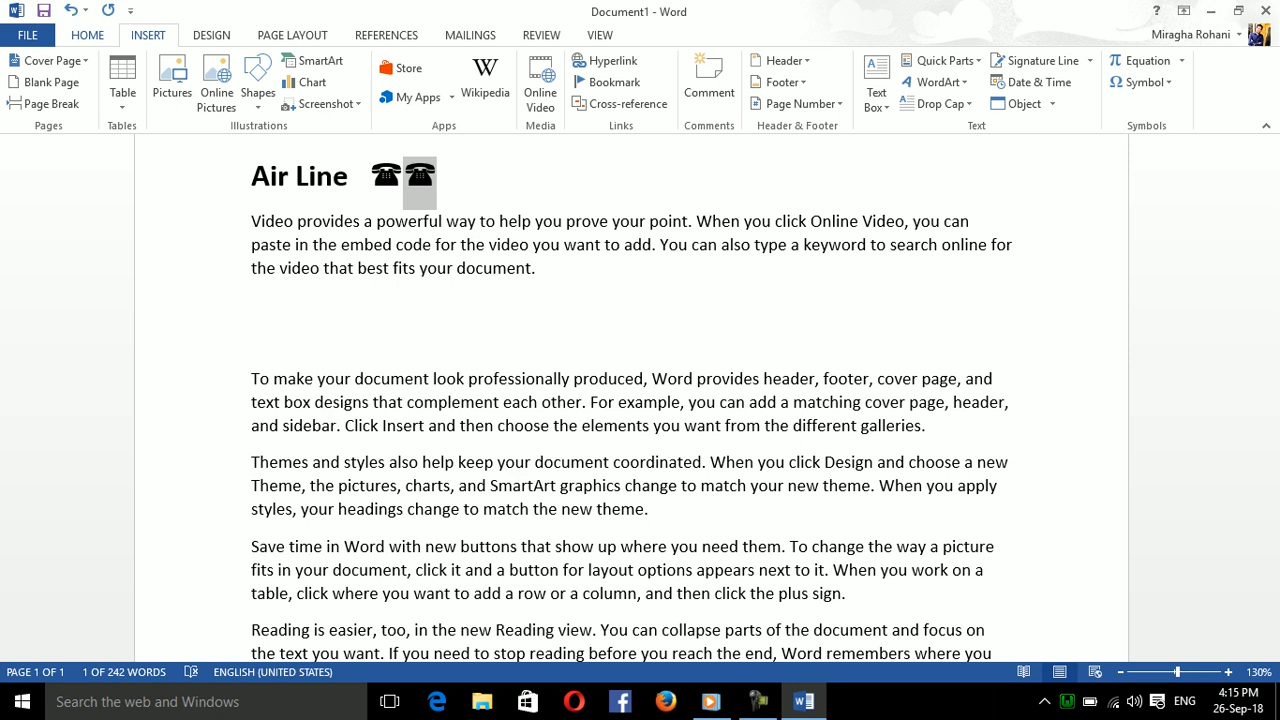 Document1 - Word
?
FILE HOME INSERT DESIGN PAGE LAYOUT REFERENCES MAILINGS REVIEW VIEW Miragha Rohani
Cover Page
Blank Page
Page Break
Pages
Table
Tables
Pictures
Online Pictures
Shapes
SmartArt
Chart
Screenshot
Illustrations
Store
My Apps
W
Wikipedia
Apps
Online Video
Media
Hyperlink
Bookmark
Cross-reference
Links
Comment
Comments
Header
Footer
Page Number
Header & Footer
Text Box
Quick Parts
WordArt
Drop Cap
Signature Line
Date & Time
Object
Text
π Equation
Ω Symbol
Symbols
Air Line ☎☎
Video provides a powerful way to help you prove your point. When you click Online Video, you can
paste in the embed code for the video you want to add. You can also type a keyword to search online for
the video that best fits your document.
To make your document look professionally produced, Word provides header, footer, cover page, and
text box designs that complement each other. For example, you can add a matching cover page, header,
and sidebar. Click Insert and then choose the elements you want from the different galleries.
Themes and styles also help keep your document coordinated. When you click Design and choose a new
Theme, the pictures, charts, and SmartArt graphics change to match your new theme. When you apply
styles, your headings change to match the new theme.
Save time in Word with new buttons that show up where you need them. To change the way a picture
fits in your document, click it and a button for layout options appears next to it. When you work on a
table, click where you want to add a row or a column, and then click the plus sign.
Reading is easier, too, in the new Reading view. You can collapse parts of the document and focus on
the text you want. If you need to stop reading before you reach the end, Word remembers where you
PAGE 1 OF 1 1 OF 242 WORDS ENGLISH (UNITED STATES) 130%
Search the web and Windows
ENG
4:15 PM
26-Sep-18